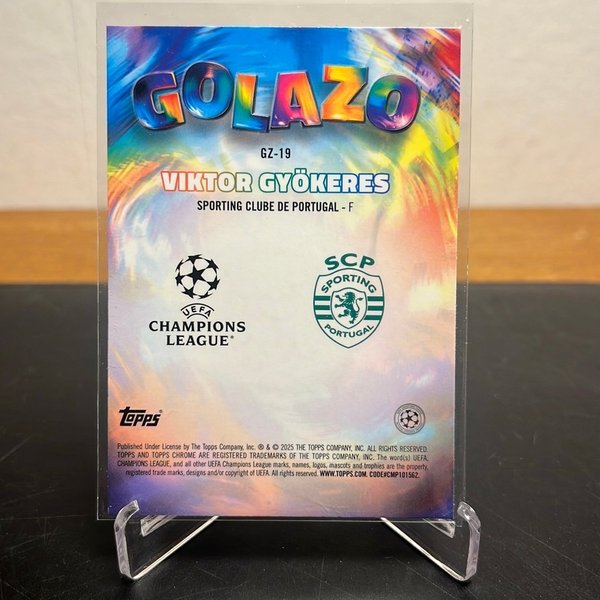 GOLAZO
GZ-19
VIKTOR GYÖKERES
SPORTING CLUBE DE PORTUGAL - F
UEFA
CHAMPIONS
LEAGUE®
SCP
SPORTING
PORTUGAL
Topps®
Published Under License by The Topps Company, Inc. ® & © 2025 THE TOPPS COMPANY, INC. ALL RIGHTS RESERVED.
TOPPS AND TOPPS CHROME ARE REGISTERED TRADEMARKS OF THE TOPPS COMPANY, INC. The word(s) UEFA,
CHAMPIONS LEAGUE, and all other UEFA Champions League marks, names, logos, mascots and trophies are the property,
registered trade marks, designs and/or copyright of UEFA. All rights reserved. WWW.TOPPS.COM. CODE#CMP101562.